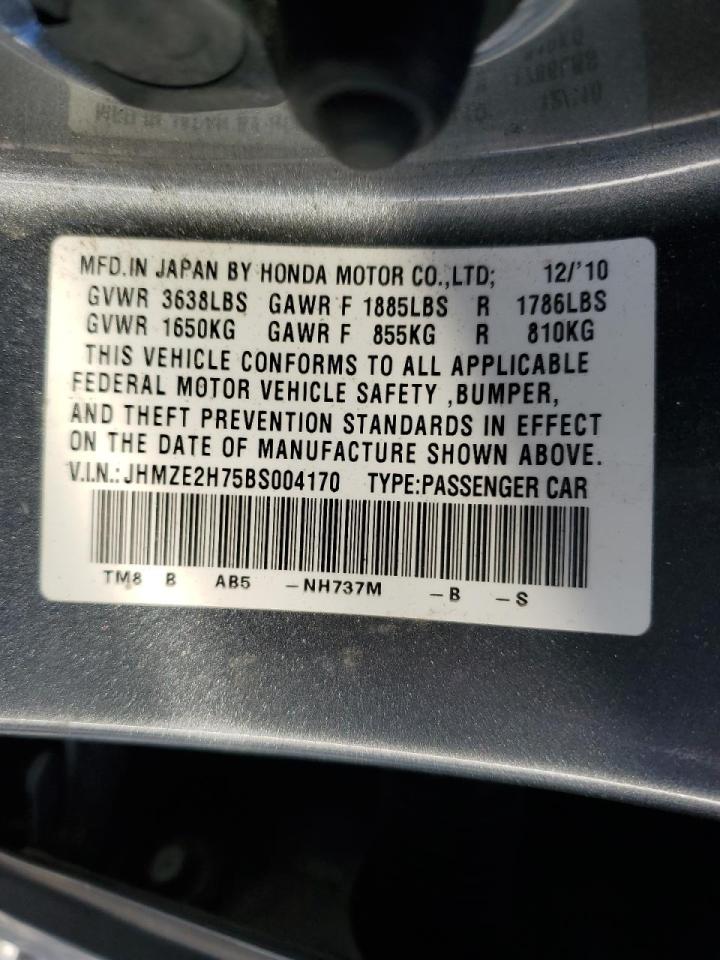 MFD.IN JAPAN BY HONDA MOTOR CO.,LTD; 12/'10
GVWR 3638LBS GAWR F 1885LBS R 1786LBS
GVWR 1650KG GAWR F 855KG R 810KG
THIS VEHICLE CONFORMS TO ALL APPLICABLE
FEDERAL MOTOR VEHICLE SAFETY ,BUMPER,
AND THEFT PREVENTION STANDARDS IN EFFECT
ON THE DATE OF MANUFACTURE SHOWN ABOVE.
V.I.N.: JHMZE2H75BS004170 TYPE:PASSENGER CAR
TM8 B AB5 -NH737M -B -S